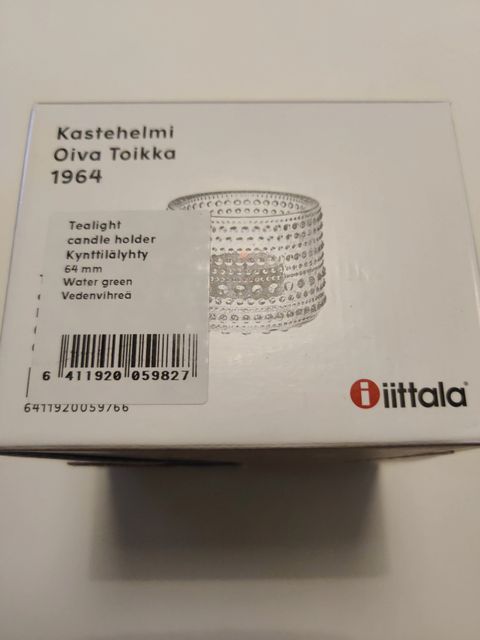 Kastehelmi
Oiva Toikka
1964
Tealight
candle holder
Kynttilälyhty
64 mm
Water green
Vedenvihreä
6 411920 059827
6411920059766
iittala